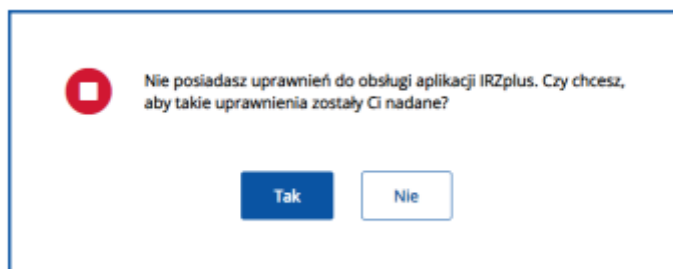 Nie posiadasz uprawnień do obsługi aplikacji IRZplus. Czy chcesz,
aby takie uprawnienia zostały Ci nadane?
Tak Nie